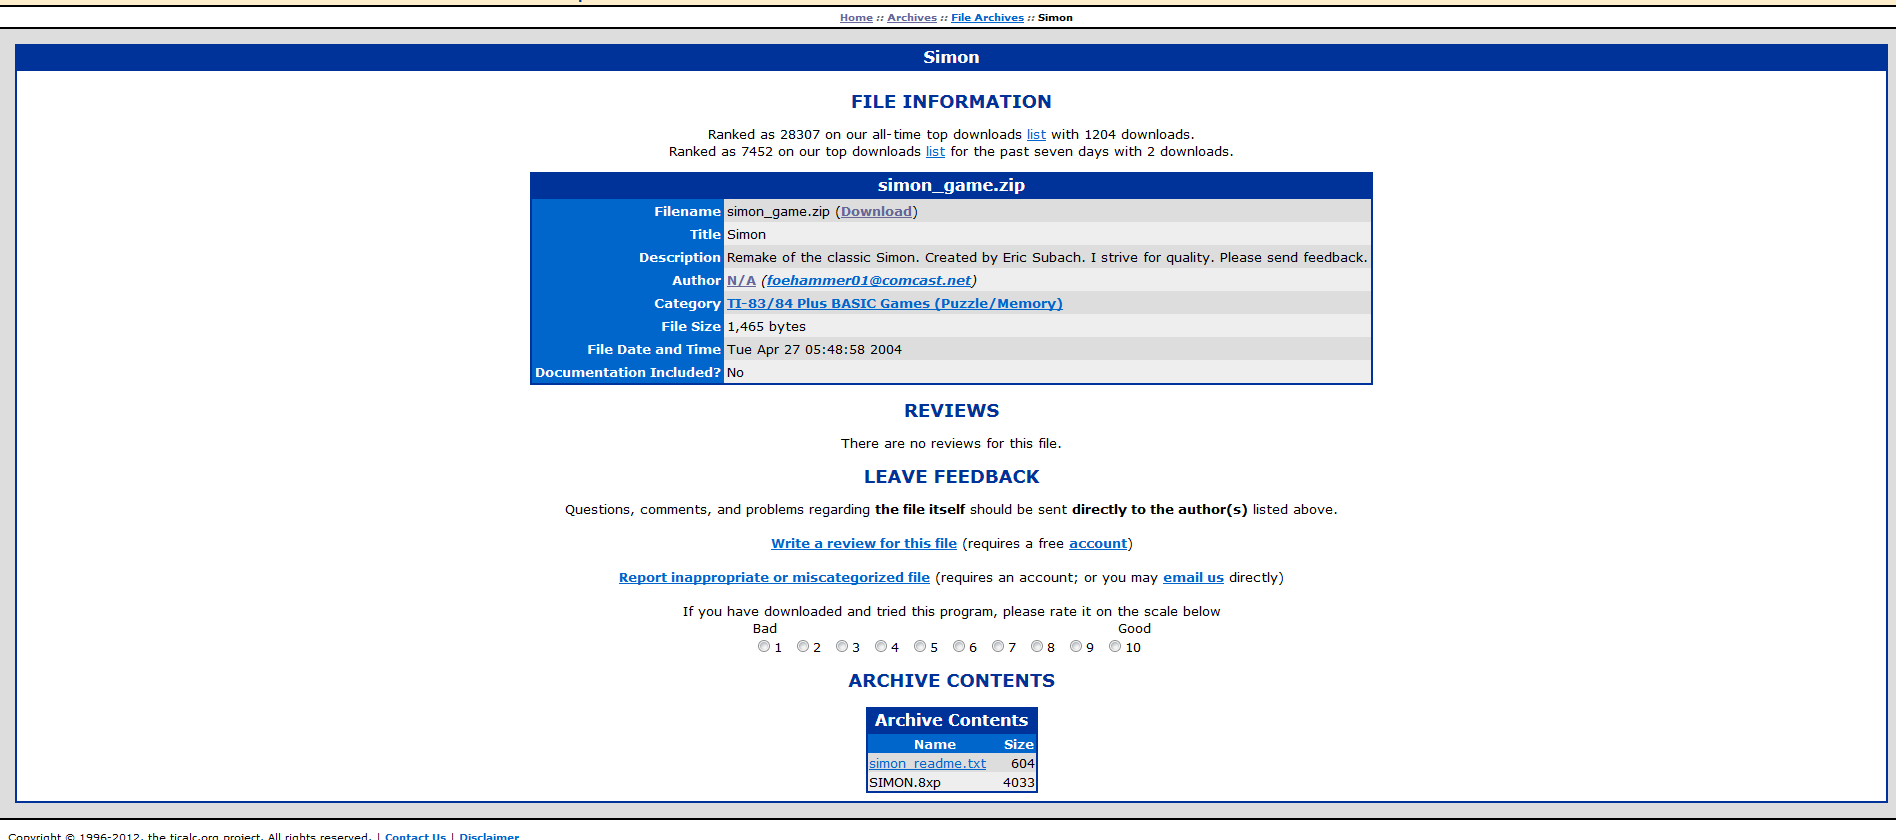 Home :: Archives :: File Archives :: Simon
Simon
FILE INFORMATION
Ranked as 28307 on our all-time top downloads list with 1204 downloads.
Ranked as 7452 on our top downloads list for the past seven days with 2 downloads.
simon_game.zip
Filename simon_game.zip (Download)
Title Simon
Description Remake of the classic Simon. Created by Eric Subach. I strive for quality. Please send feedback.
Author N/A (foehammer01@comcast.net)
Category TI-83/84 Plus BASIC Games (Puzzle/Memory)
File Size 1,465 bytes
File Date and Time Tue Apr 27 05:48:58 2004
Documentation Included? No
REVIEWS
There are no reviews for this file.
LEAVE FEEDBACK
Questions, comments, and problems regarding the file itself should be sent directly to the author(s) listed above.
Write a review for this file (requires a free account)
Report inappropriate or miscategorized file (requires an account; or you may email us directly)
If you have downloaded and tried this program, please rate it on the scale below
Bad Good
1 2 3 4 5 6 7 8 9 10
ARCHIVE CONTENTS
Archive Contents
Name Size
simon_readme.txt 604
SIMON.8xp 4033
Copyright © 1996-2012, the ticalc.org project. All rights reserved. | Contact Us | Disclaimer